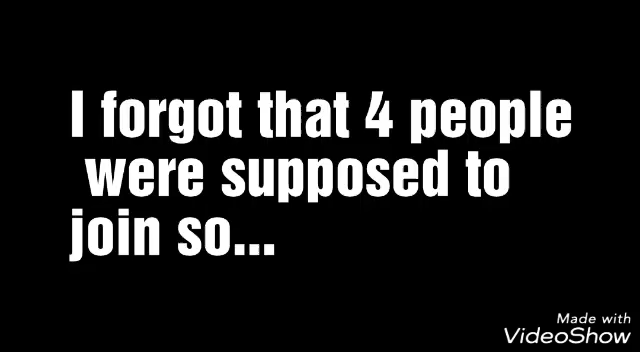 I forgot that 4 people
were supposed to
join so...
Made with
VideoShow